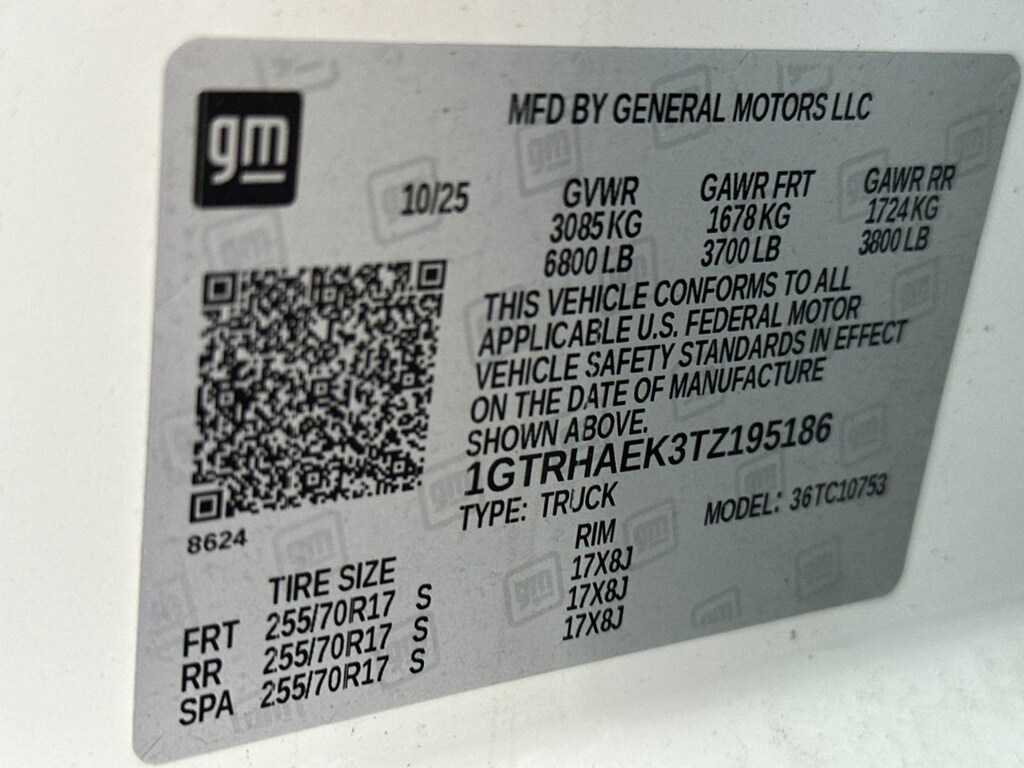 gm
MFD BY GENERAL MOTORS LLC
10/25 GVWR GAWR FRT GAWR RR
3085 KG 1678 KG 1724 KG
6800 LB 3700 LB 3800 LB
THIS VEHICLE CONFORMS TO ALL
APPLICABLE U.S. FEDERAL MOTOR
VEHICLE SAFETY STANDARDS IN EFFECT
ON THE DATE OF MANUFACTURE
SHOWN ABOVE.
1GTRHAEK3TZ195186
TYPE: TRUCK MODEL: 36TC10753
8624
TIRE SIZE RIM
FRT 255/70R17 S 17X8J
RR 255/70R17 S 17X8J
SPA 255/70R17 S 17X8J